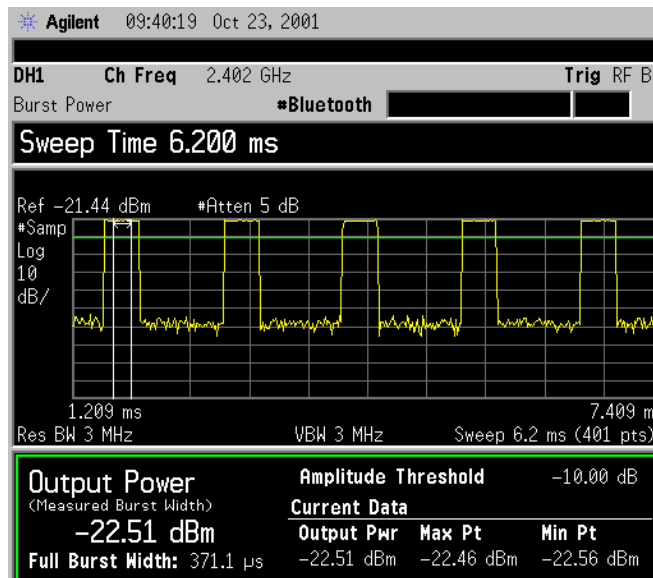 Agilent 09:40:19 Oct 23, 2001
DH1 Ch Freq 2.402 GHz Trig RF B
Burst Power #Bluetooth
Sweep Time 6.200 ms
Ref -21.44 dBm #Atten 5 dB
#Samp
Log
10
dB/
1.209 ms 7.409 m
Res BW 3 MHz VBW 3 MHz Sweep 6.2 ms (401 pts)
Output Power
(Measured Burst Width)
-22.51 dBm
Full Burst Width: 371.1 µs
Amplitude Threshold -10.00 dB
Current Data
Output Pwr Max Pt Min Pt
-22.51 dBm -22.46 dBm -22.56 dBm